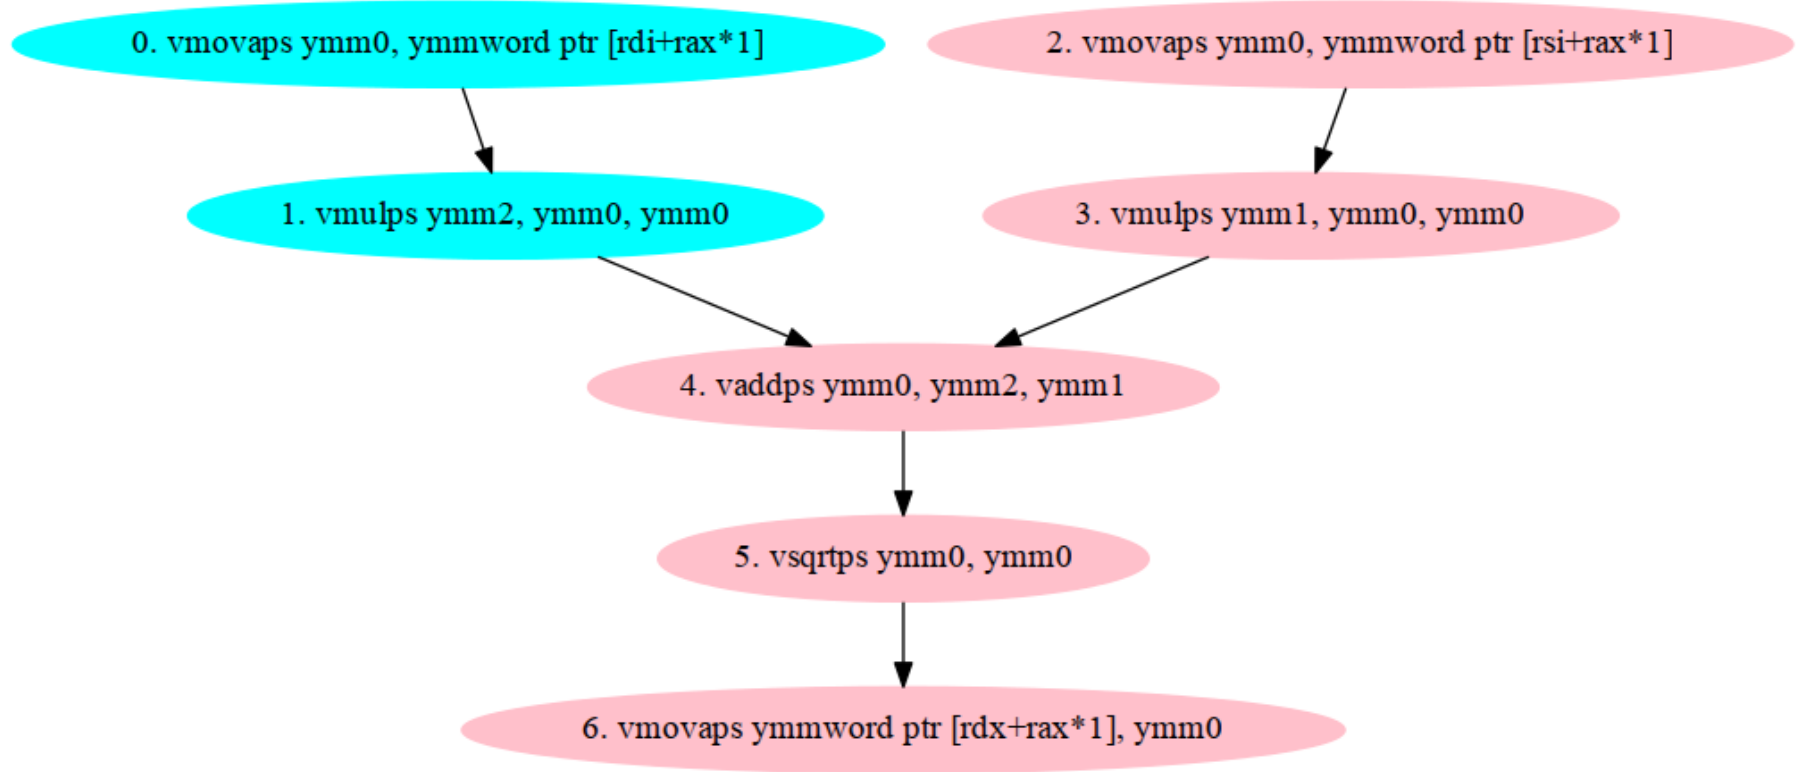 0. vmovaps ymm0, ymmword ptr [rdi+rax*1]
2. vmovaps ymm0, ymmword ptr [rsi+rax*1]
1. vmulps ymm2, ymm0, ymm0
3. vmulps ymm1, ymm0, ymm0
4. vaddps ymm0, ymm2, ymm1
5. vsqrtps ymm0, ymm0
6. vmovaps ymmword ptr [rdx+rax*1], ymm0